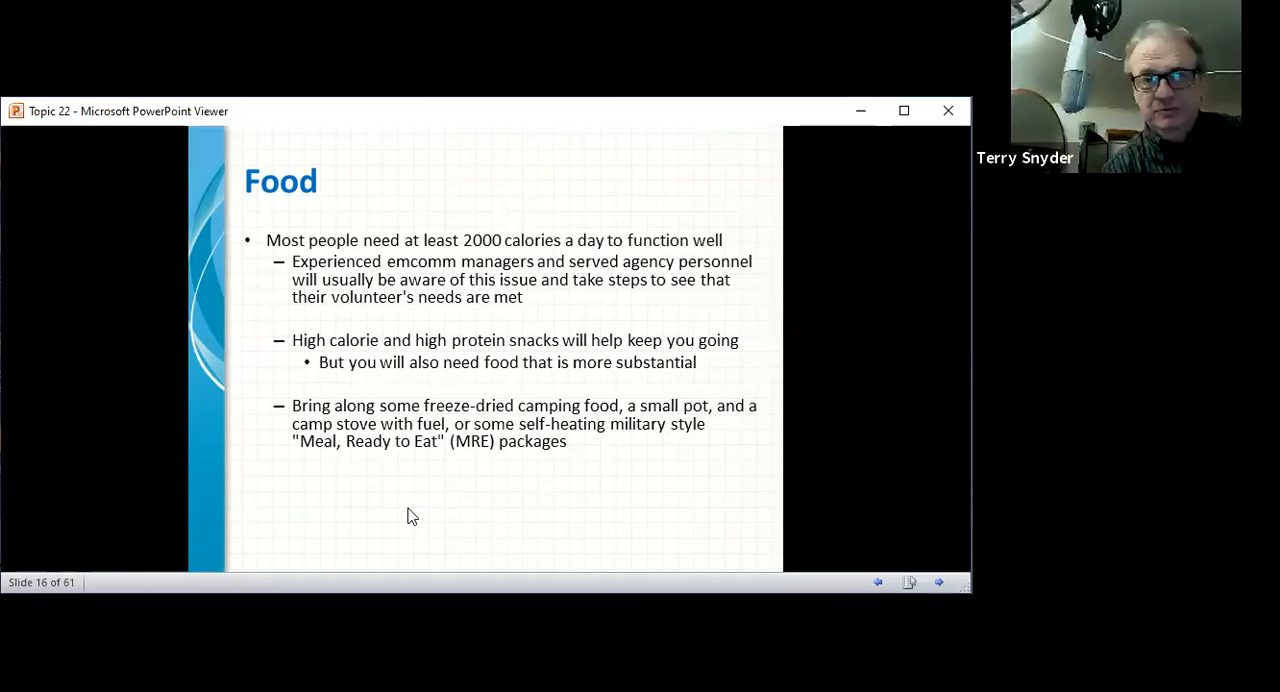 Topic 22 - Microsoft PowerPoint Viewer
Terry Snyder
Food
• Most people need at least 2000 calories a day to function well
– Experienced emcomm managers and served agency personnel
will usually be aware of this issue and take steps to see that
their volunteer's needs are met
– High calorie and high protein snacks will help keep you going
• But you will also need food that is more substantial
– Bring along some freeze-dried camping food, a small pot, and a
camp stove with fuel, or some self-heating military style
"Meal, Ready to Eat" (MRE) packages
Slide 16 of 61